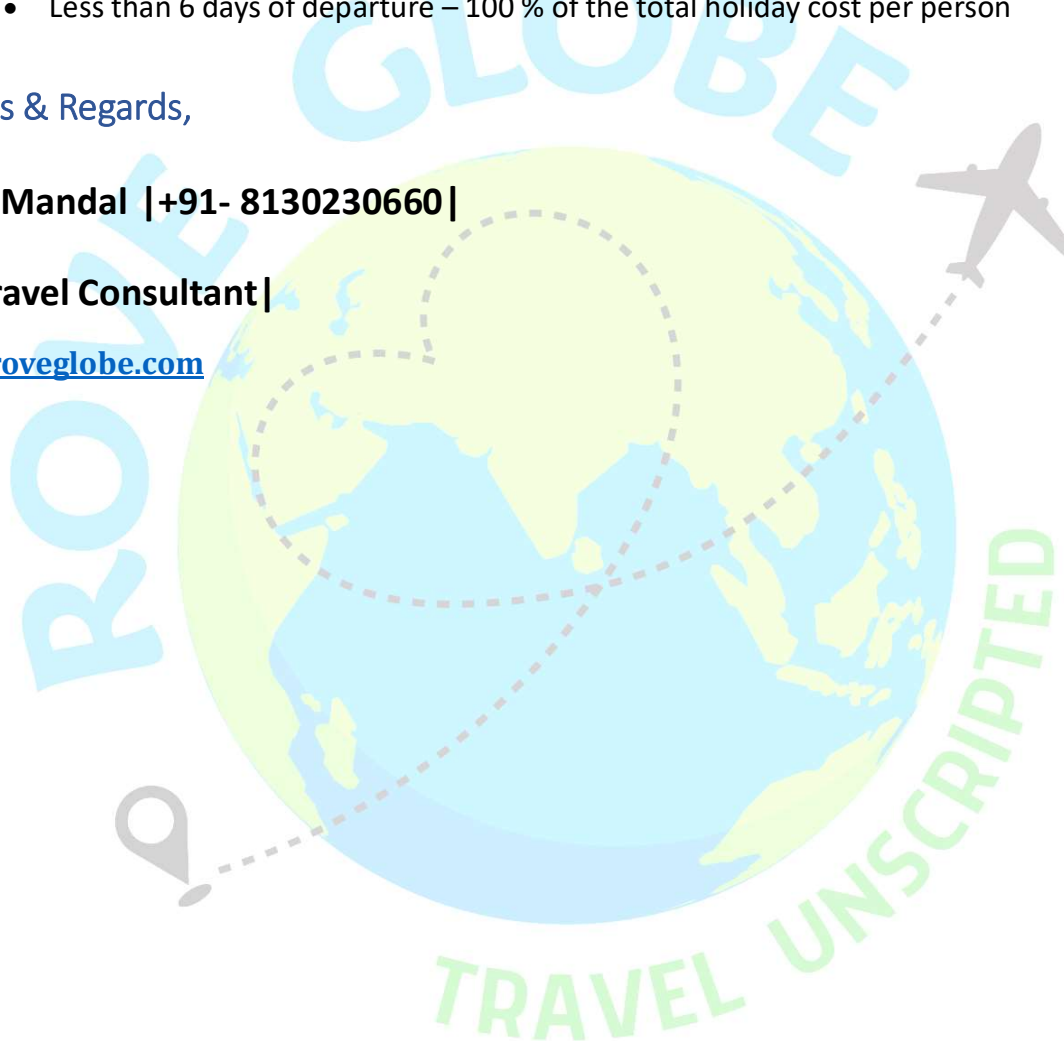 • Less than 6 days of departure – 100 % of the total holiday cost per person
s & Regards,
Mandal |+91- 8130230660|
ravel Consultant|
roveglobe.com
ROVE GLOBE
TRAVEL UNSCRIPTED